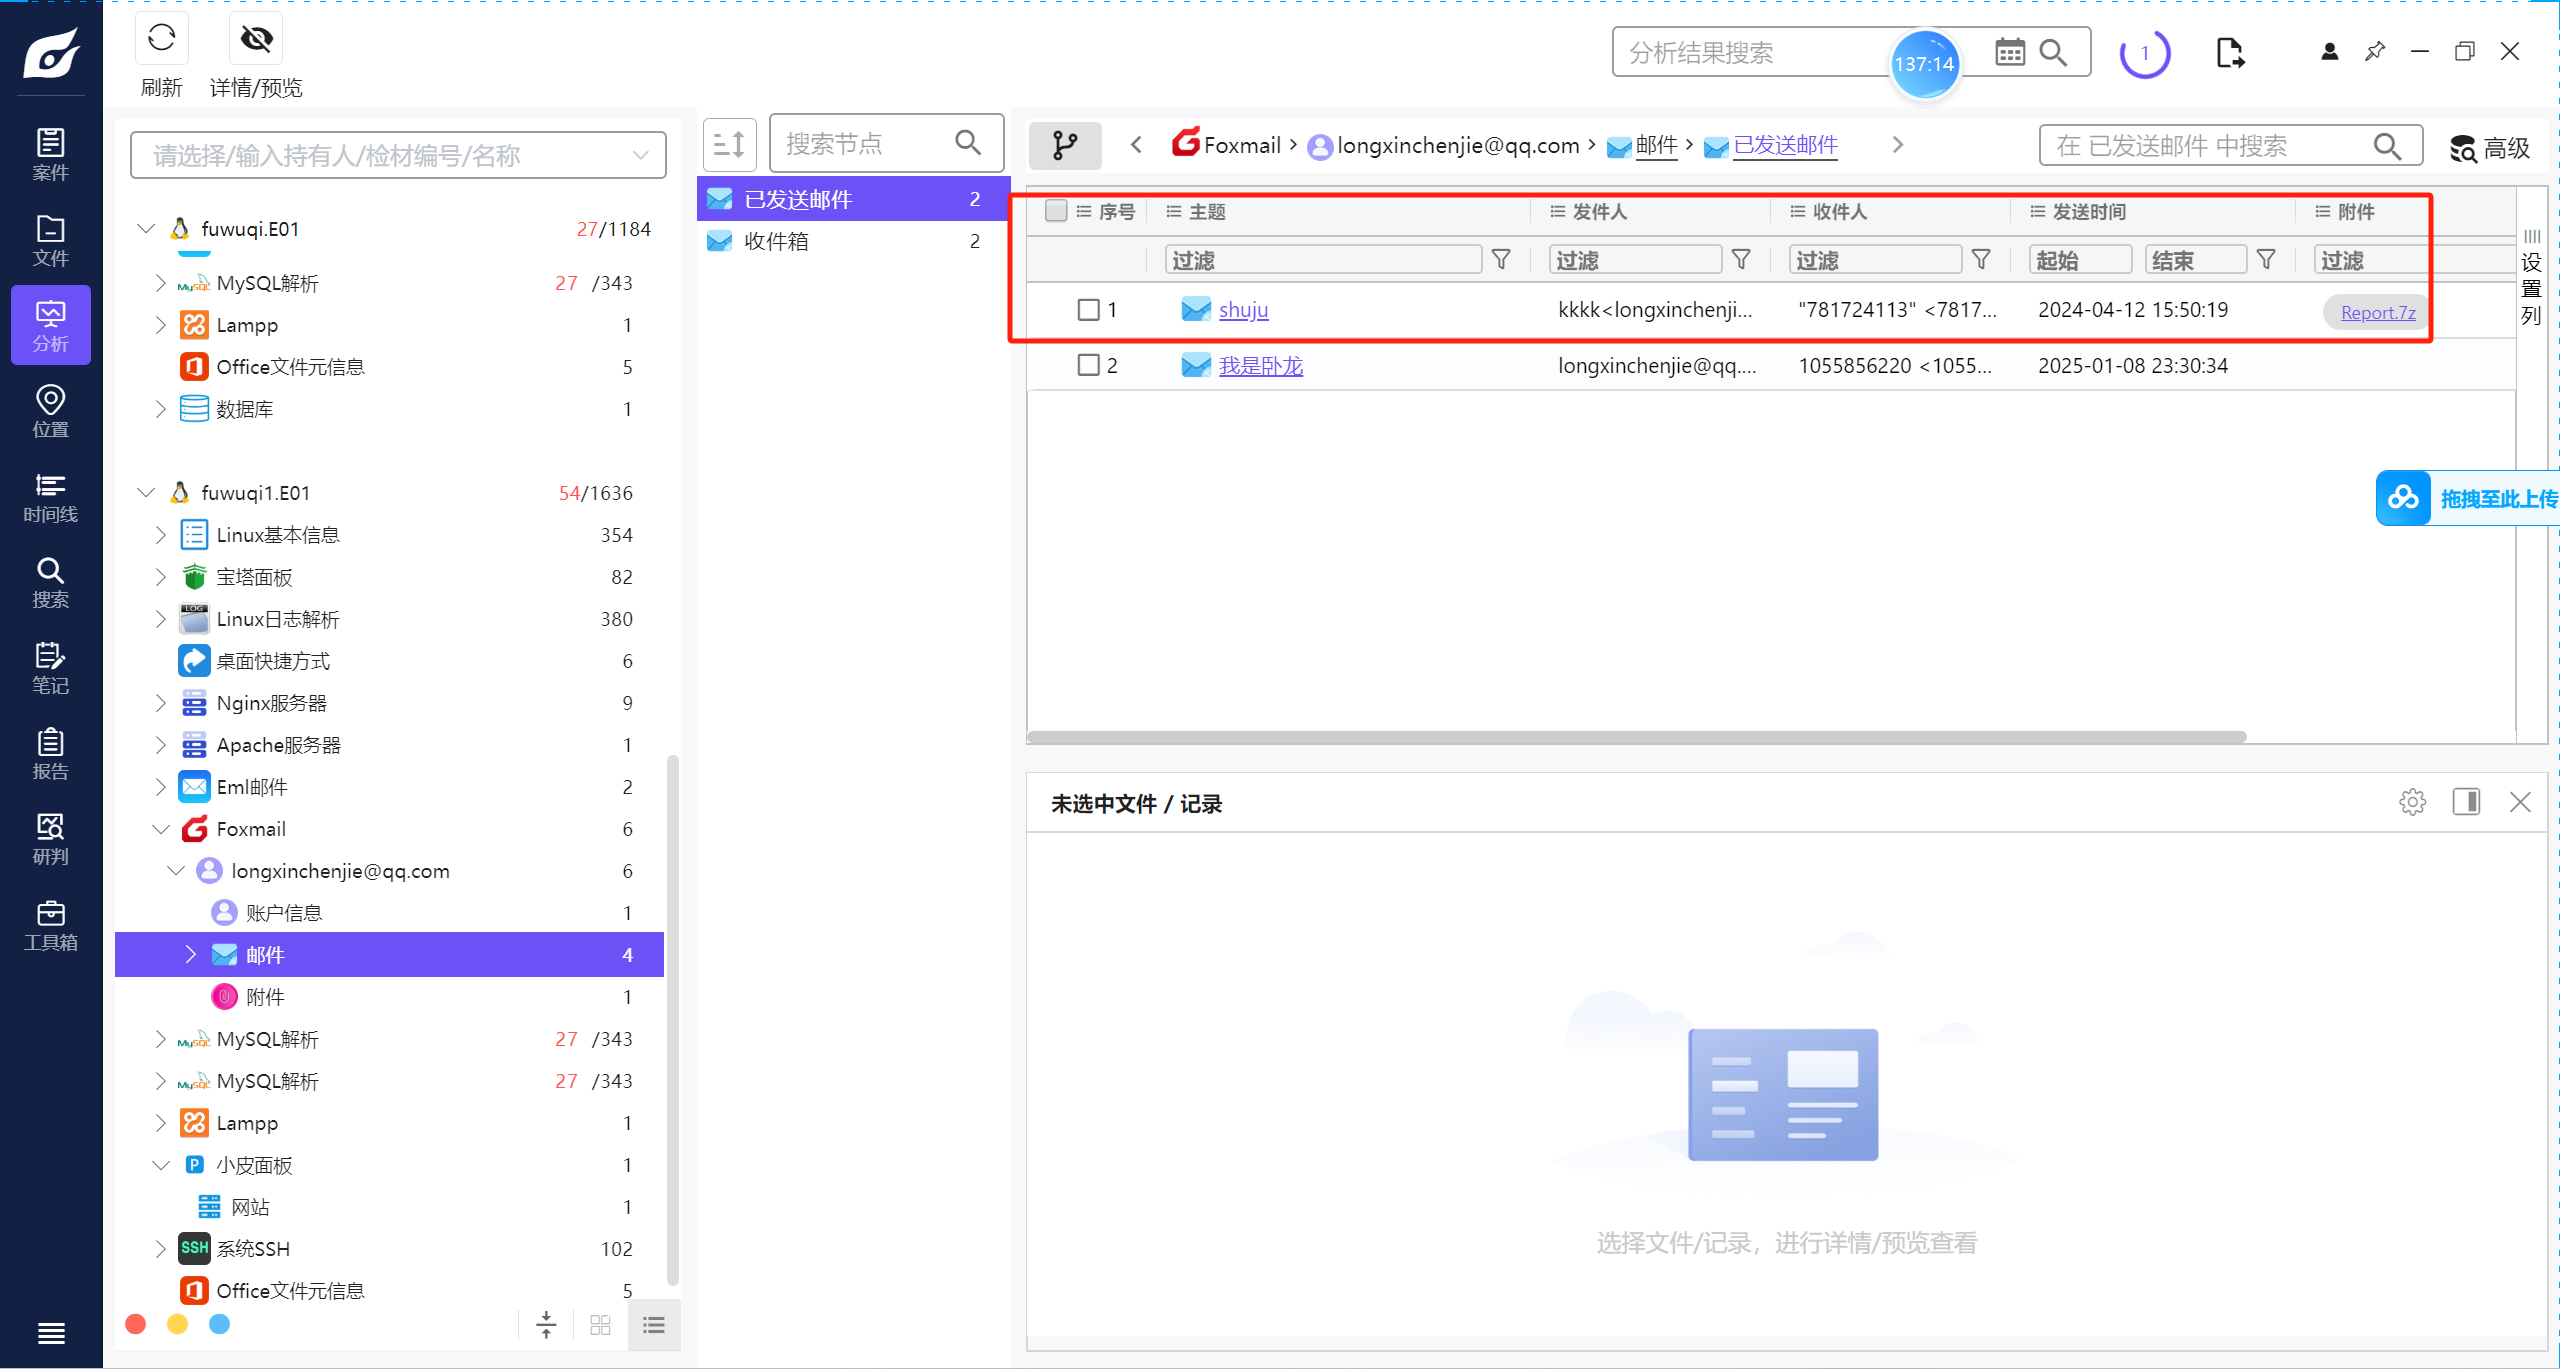 刷新
详情/预览
分析结果搜索
137:14
1
案件
文件
分析
位置
时间线
搜索
笔记
报告
研判
工具箱
请选择/输入持有人/检材编号/名称
fuwuqi.E01 27/1184
MySQL解析 27 /343
Lampp 1
Office文件元信息 5
数据库 1
fuwuqi1.E01 54/1636
Linux基本信息 354
宝塔面板 82
Linux日志解析 380
桌面快捷方式 6
Nginx服务器 9
Apache服务器 1
Eml邮件 2
Foxmail 6
longxinchenjie@qq.com 6
账户信息 1
邮件 4
附件 1
MySQL解析 27 /343
MySQL解析 27 /343
Lampp 1
小皮面板 1
网站 1
SSH 系统SSH 102
Office文件元信息 5
搜索节点
已发送邮件 2
收件箱 2
Foxmail longxinchenjie@qq.com 邮件 已发送邮件
在 已发送邮件 中搜索
高级
序号 主题 发件人 收件人 发送时间 附件
过滤 过滤 过滤 起始 结束 过滤
1 shuju kkkk<longxinchenji... "781724113" <7817... 2024-04-12 15:50:19 Report.7z
2 我是卧龙 longxinchenjie@qq.... 1055856220 <1055... 2025-01-08 23:30:34
设置列
拖拽至此上传
未选中文件 / 记录
选择文件/记录，进行详情/预览查看